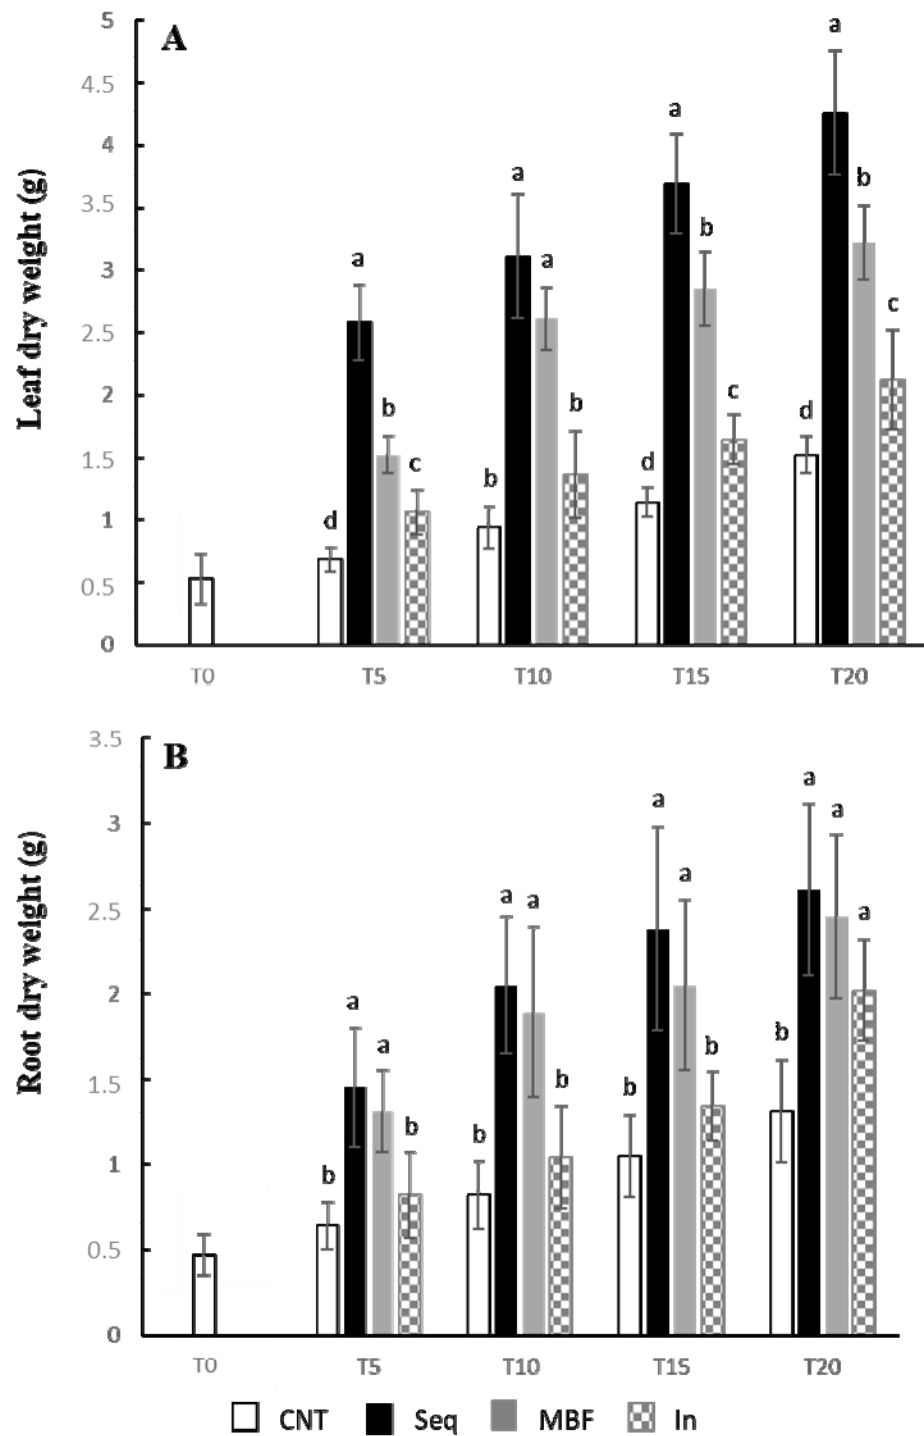 A
Leaf dry weight (g)
5
4.5
4
3.5
3
2.5
2
1.5
1
0.5
0
d a b c
b a a b
d a b c
d a b c
T0 T5 T10 T15 T20
B
Root dry weight (g)
3.5
3
2.5
2
1.5
1
0.5
0
b a a b
b a a b
b a a b
b a a a
T0 T5 T10 T15 T20
CNT Seq MBF In